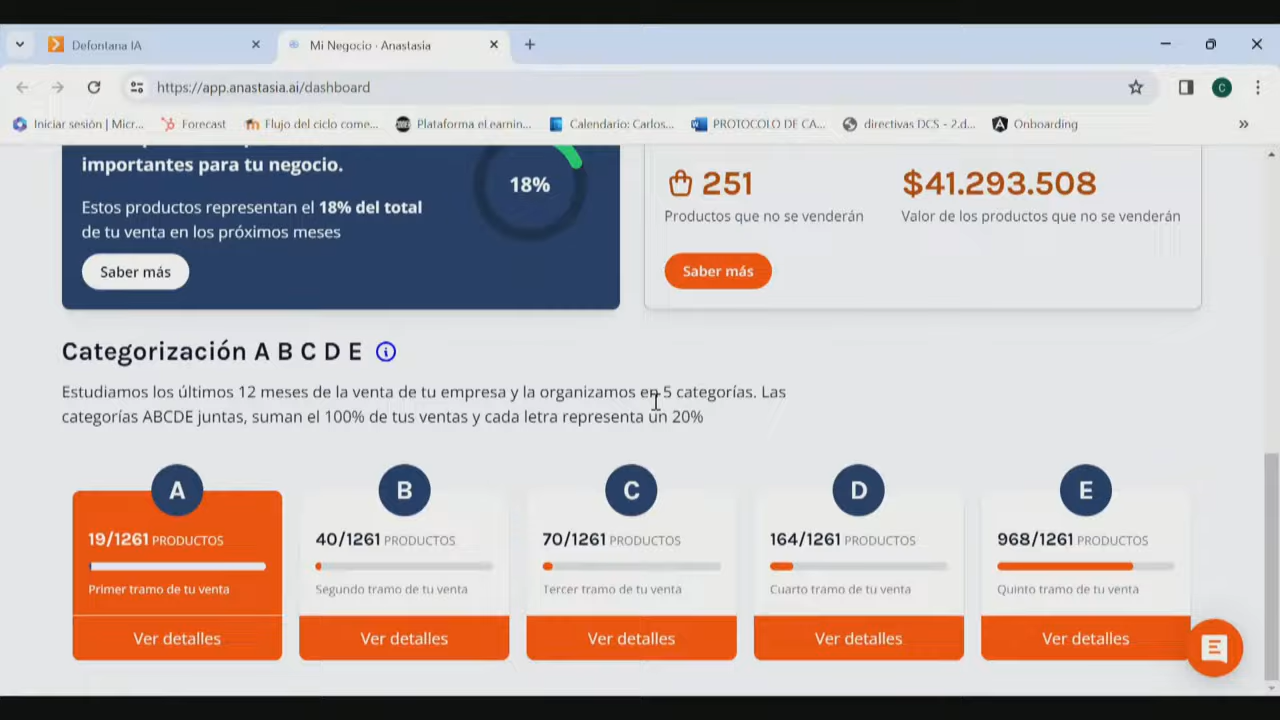 Defontana IA
Mi Negocio · Anastasia
https://app.anastasia.ai/dashboard
C
Iniciar sesión | Micr...
Forecast
Flujo del ciclo come...
Plataforma el earnin...
Calendario: Carlos...
PROTOCOLO DE CA...
directivas DCS - 2.d...
Onboarding
»
importantes para tu negocio.
Estos productos representan el 18% del total
de tu venta en los próximos meses
Saber más
18%
251
Productos que no se venderán
$41.293.508
Valor de los productos que no se venderán
Saber más
Categorización A B C D E
Estudiamos los últimos 12 meses de la venta de tu empresa y la organizamos en 5 categorías. Las
categorías ABCDE juntas, suman el 100% de tus ventas y cada letra representa un 20%
A
19/1261 PRODUCTOS
Primer tramo de tu venta
Ver detalles
B
40/1261 PRODUCTOS
Segundo tramo de tu venta
Ver detalles
C
70/1261 PRODUCTOS
Tercer tramo de tu venta
Ver detalles
D
164/1261 PRODUCTOS
Cuarto tramo de tu venta
Ver detalles
E
968/1261 PRODUCTOS
Quinto tramo de tu venta
Ver detalles